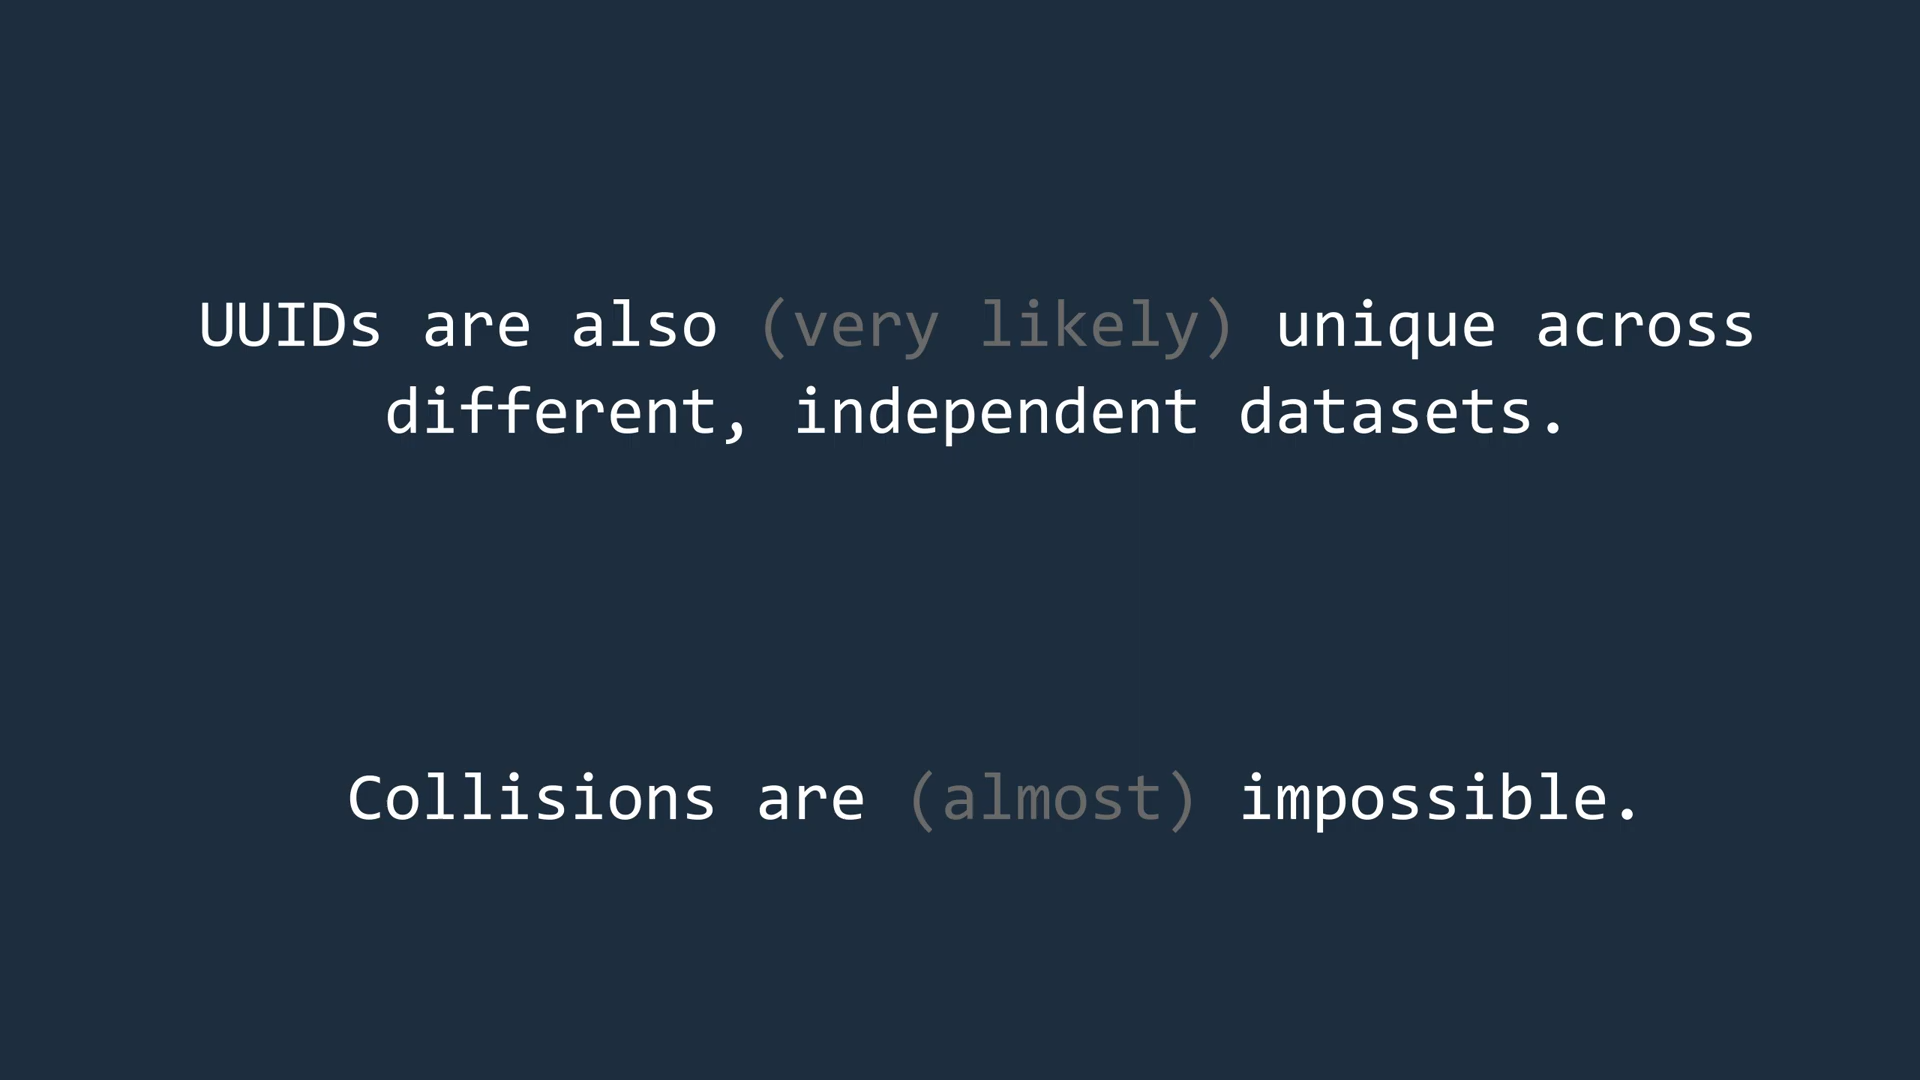 UUIDs are also (very likely) unique across
different, independent datasets.
Collisions are (almost) impossible.